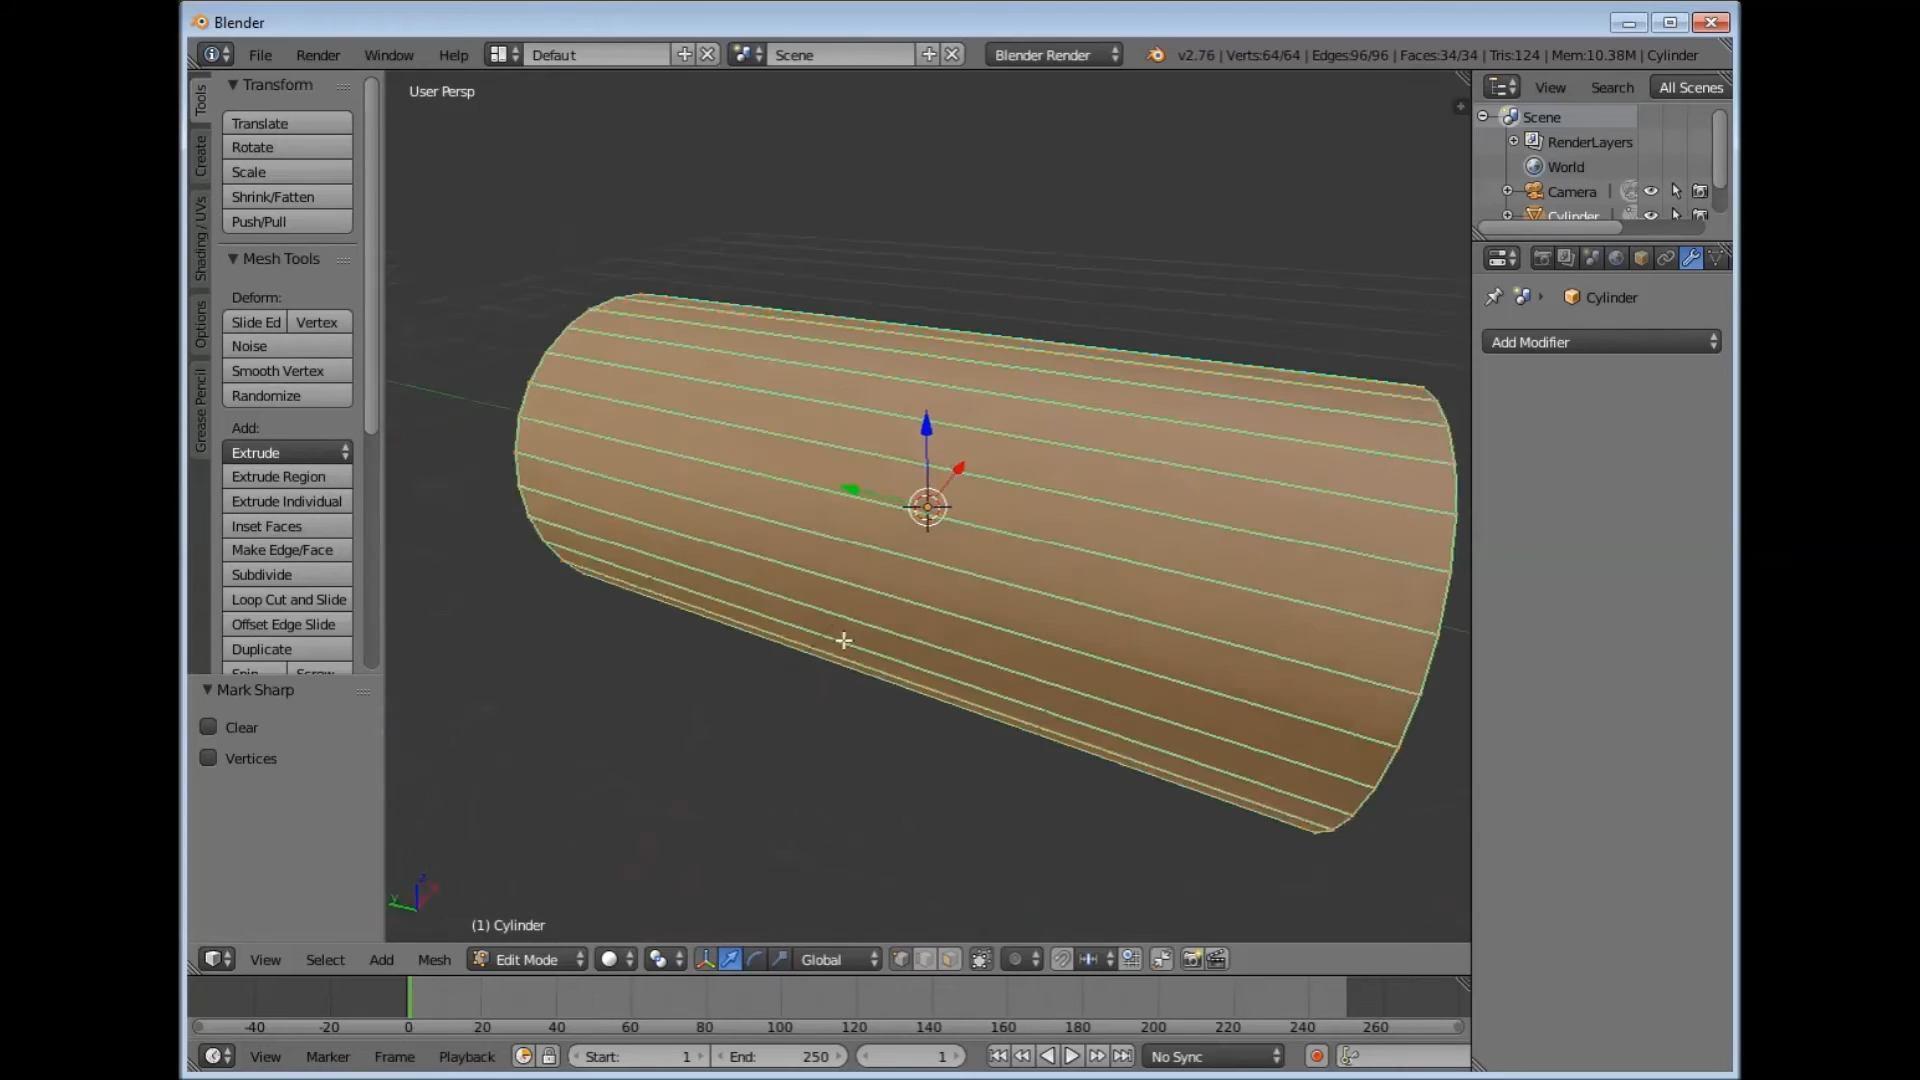 Blender
File Render Window Help Defaut Scene Blender Render v2.76 | Verts:64/64 | Edges:96/96 | Faces:34/34 | Tris:124 | Mem:10.38M | Cylinder
Tools
Create
Shading / UVs
Options
Grease Pencil
Transform
Translate
Rotate
Scale
Shrink/Fatten
Push/Pull
Mesh Tools
Deform:
Slide Ed Vertex
Noise
Smooth Vertex
Randomize
Add:
Extrude
Extrude Region
Extrude Individual
Inset Faces
Make Edge/Face
Subdivide
Loop Cut and Slide
Offset Edge Slide
Duplicate
Spin Screw
Mark Sharp
Clear
Vertices
User Persp
(1) Cylinder
View Search All Scenes
Scene
RenderLayers
World
Camera
Cylinder
Cylinder
Add Modifier
View Select Add Mesh Edit Mode Global
-40 -20 0 20 40 60 80 100 120 140 160 180 200 220 240 260
View Marker Frame Playback Start: 1 End: 250 1 No Sync